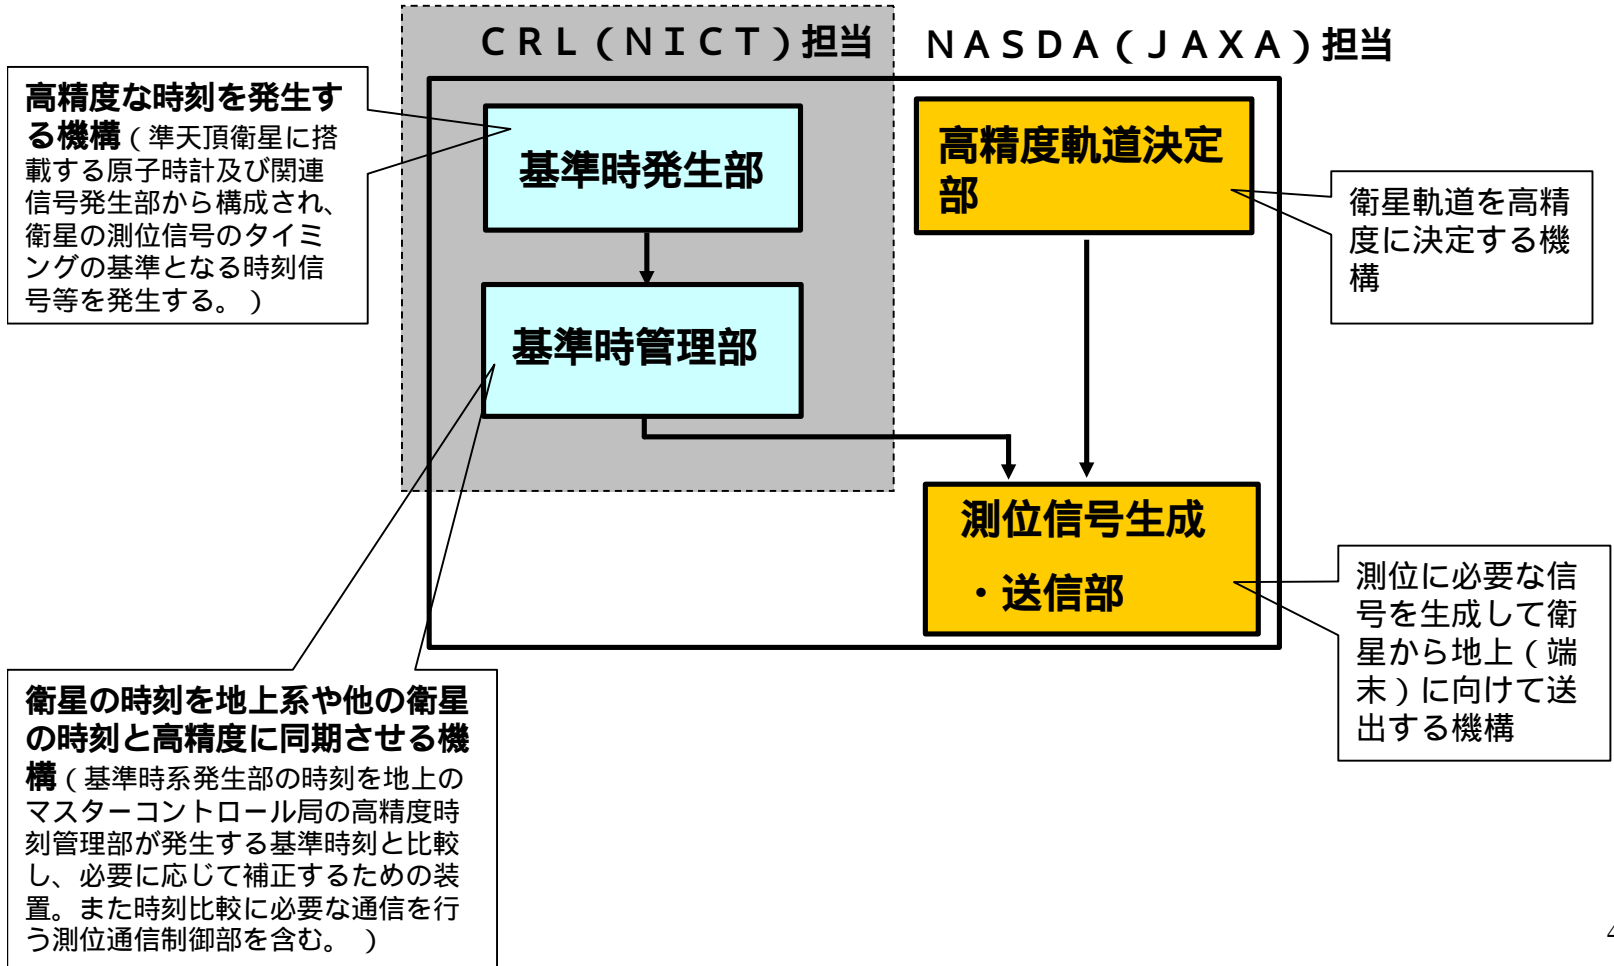 ＣＲＬ（ＮＩＣＴ）担当
ＮＡＳＤＡ（ＪＡＸＡ）担当
高精度な時刻を発生す
る機構（準天頂衛星に搭
載する原子時計及び関連
信号発生部から構成され、
衛星の測位信号のタイミ
ングの基準となる時刻信
号等を発生する。）
基準時発生部
高精度軌道決定
部
衛星軌道を高精
度に決定する機
構
基準時管理部
測位信号生成
・送信部
測位に必要な信
号を生成して衛
星から地上（端
末）に向けて送
出する機構
衛星の時刻を地上系や他の衛星
の時刻と高精度に同期させる機
構（基準時系発生部の時刻を地上の
マスターコントロール局の高精度時
刻管理部が発生する基準時刻と比較
し、必要に応じて補正するための装
置。また時刻比較に必要な通信を行
う測位通信制御部を含む。）
4